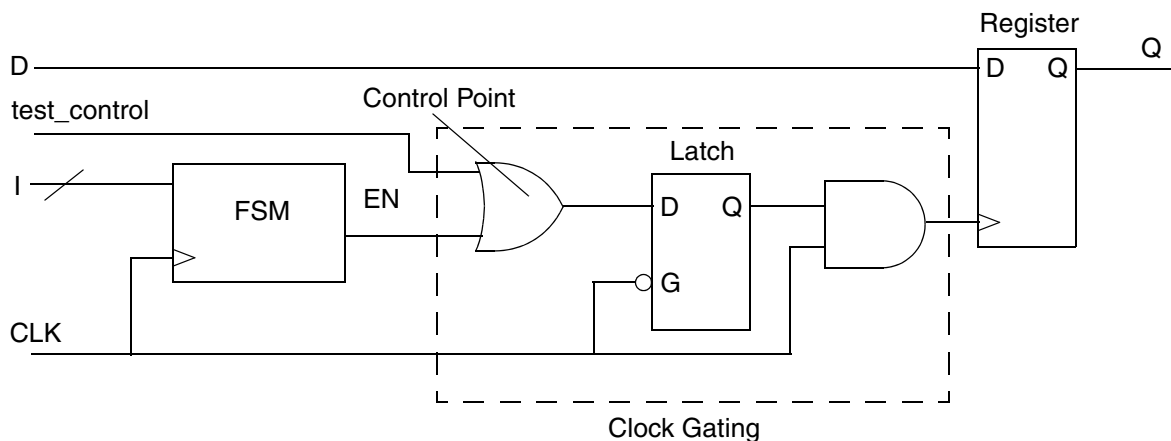 Register
D
D Q
Q
test_control
Control Point
Latch
I
FSM
EN
D Q
G
CLK
Clock Gating